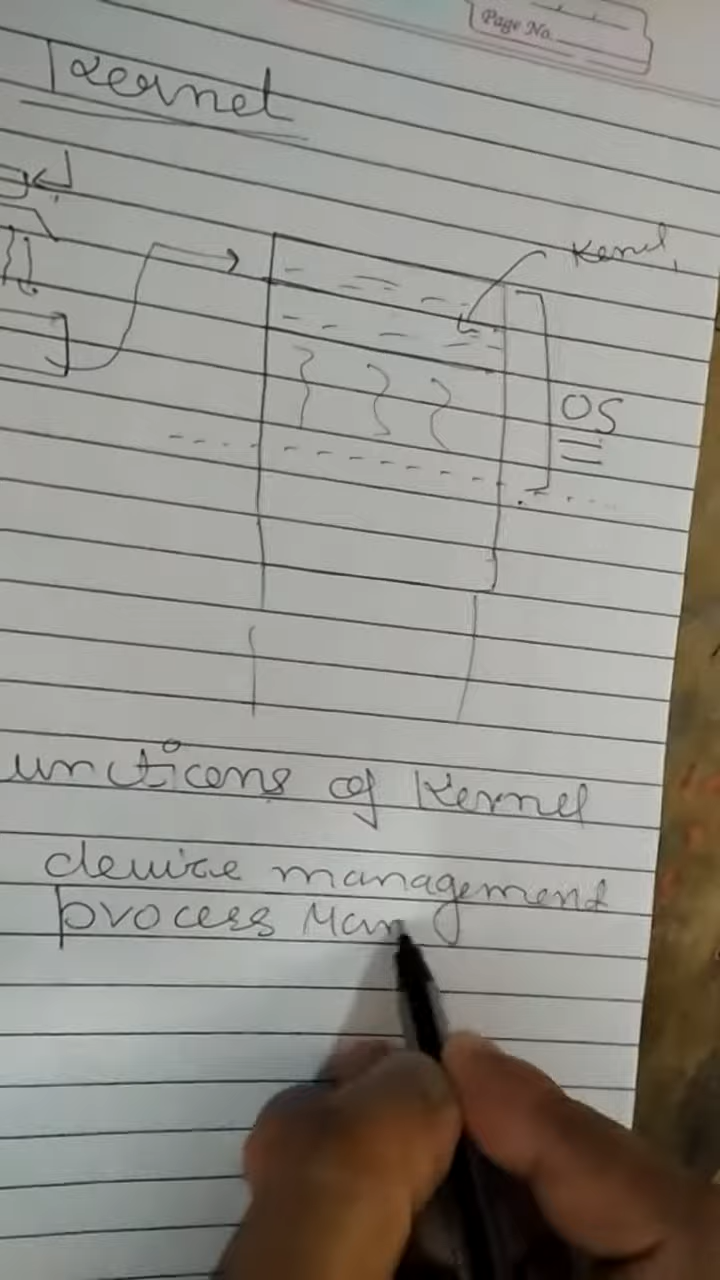 Page No.
Kernel
Kernel
OS
unctions of Kernel
device management
process Man